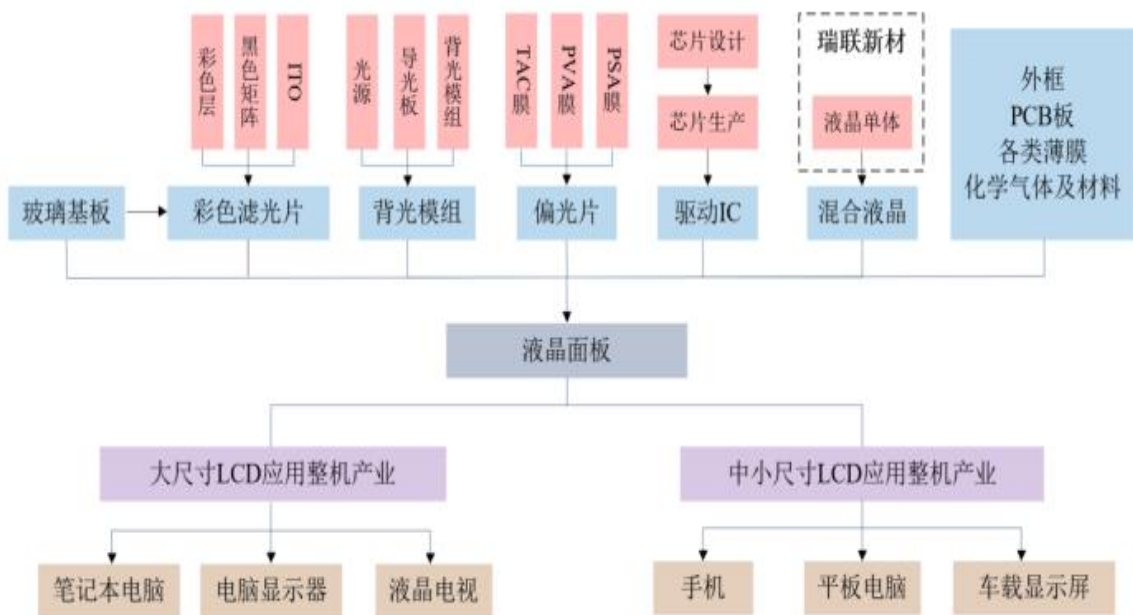 彩色层
黑色矩阵
ITO
光源
导光板
背光模组
TAC膜
PVA膜
PSA膜
芯片设计
芯片生产
瑞联新材
液晶单体
外框
PCB板
各类薄膜
化学气体及材料
玻璃基板
彩色滤光片
背光模组
偏光片
驱动IC
混合液晶
液晶面板
大尺寸LCD应用整机产业
中小尺寸LCD应用整机产业
笔记本电脑
电脑显示器
液晶电视
手机
平板电脑
车载显示屏